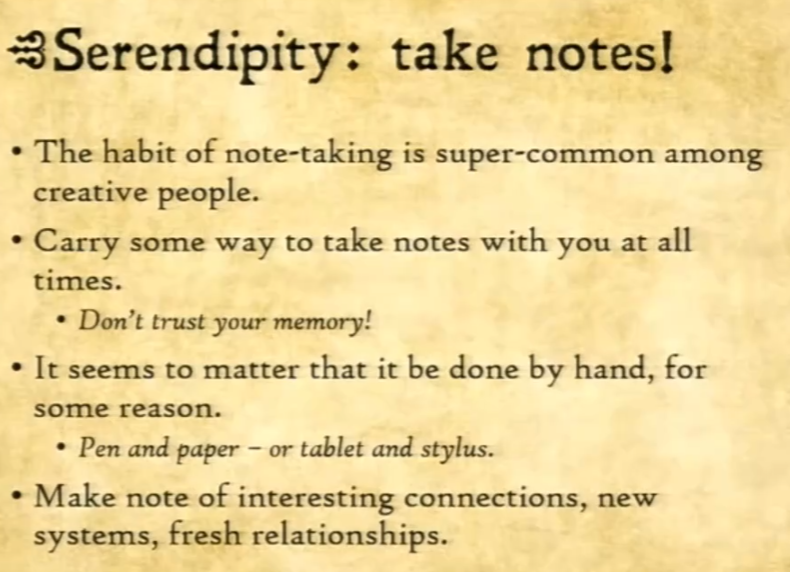 Serendipity: take notes!
• The habit of note-taking is super-common among
creative people.
• Carry some way to take notes with you at all
times.
• Don't trust your memory!
• It seems to matter that it be done by hand, for
some reason.
• Pen and paper – or tablet and stylus.
• Make note of interesting connections, new
systems, fresh relationships.